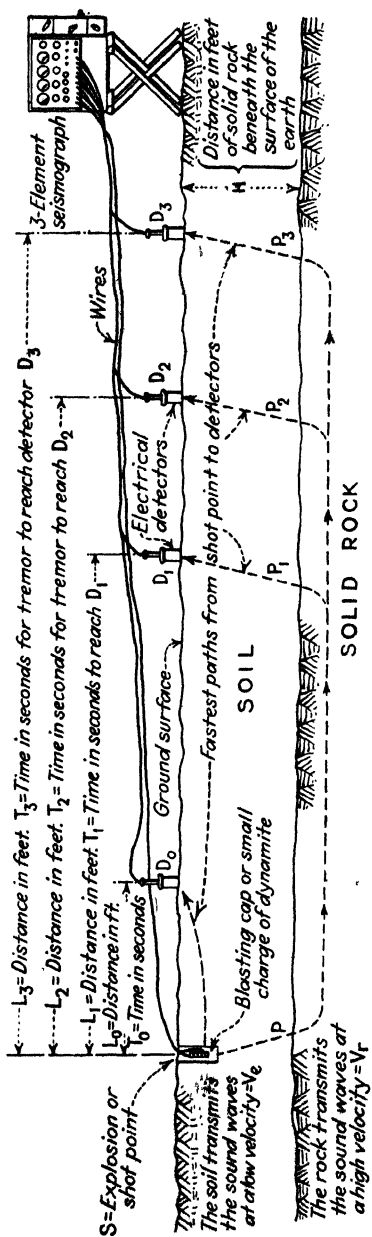 L₃=Distance in feet. T₃=Time in seconds for tremor to reach detector D₃
L₂=Distance in feet. T₂=Time in seconds for tremor to reach D₂
L₁=Distance in feet. T₁=Time in seconds to reach D₁
L₀=Distance in ft.
T₀=Time in seconds
S=Explosion or
shot point
3-Element
seismograph
Wires
D₀
D₁
D₂
D₃
Electrical
detectors
Ground surface
Fastest paths from shot point to detectors
Distance in feet
of solid rock
beneath the
surface of the
earth
H
SOIL
Blasting cap or small
charge of dynamite
The soil transmits
the sound waves
at a low velocity=Vₑ
P
P₁
P₂
P₃
SOLID ROCK
The rock transmits
the sound waves at
a high velocity=Vᵣ